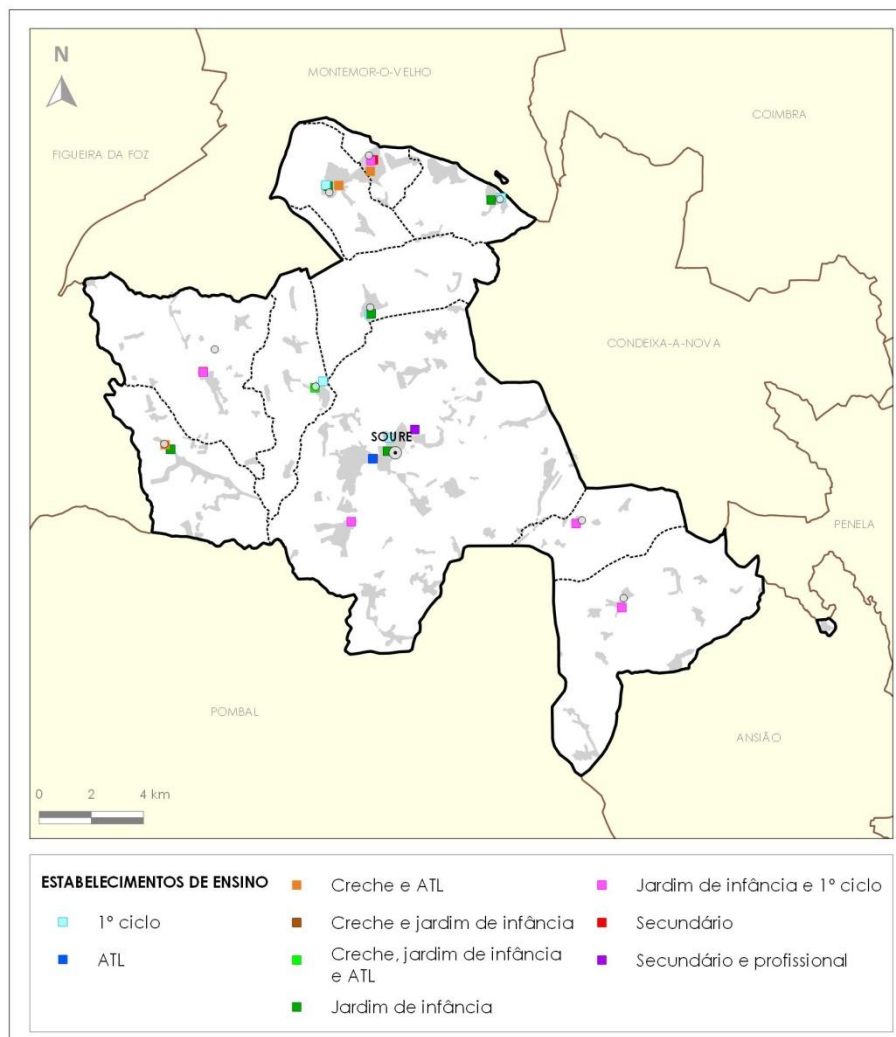 N
MONTEMOR-O-VELHO
COIMBRA
FIGUEIRA DA FOZ
CONDEIXA-A-NOVA
SOURE
PENELA
POMBAL
ANSIÃO
0 2 4 km
ESTABELECIMENTOS DE ENSINO
1º ciclo
ATL
Creche e ATL
Creche e jardim de infância
Creche, jardim de infância
e ATL
Jardim de infância
Jardim de infância e 1º ciclo
Secundário
Secundário e profissional